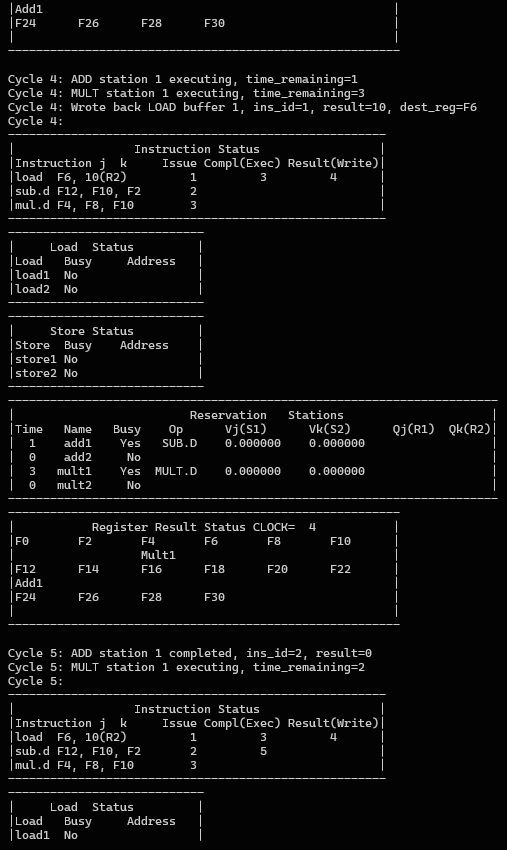 |Add1                                                  |
|F24      F26      F28      F30                        |
|                                                      |
————————————————————————————————————————————————————————

Cycle 4: ADD station 1 executing, time_remaining=1
Cycle 4: MULT station 1 executing, time_remaining=3
Cycle 4: Wrote back LOAD buffer 1, ins_id=1, result=10, dest_reg=F6
Cycle 4:
——————————————————————————————————————————————————————
|                 Instruction Status                 |
|Instruction j  k     Issue Compl(Exec) Result(Write)|
|load  F6, 10(R2)         1         3         4      |
|sub.d F12, F10, F2       2                          |
|mul.d F4, F8, F10        3                          |
——————————————————————————————————————————————————————
————————————————————————————
|     Load  Status         |
|Load   Busy      Address  |
|load1  No                 |
|load2  No                 |
————————————————————————————
————————————————————————————
|     Store Status         |
|Store  Busy     Address   |
|store1 No                 |
|store2 No                 |
————————————————————————————
——————————————————————————————————————————————————————————————————————
|                         Reservation   Stations                     |
|Time   Name   Busy   Op      Vj(S1)      Vk(S2)      Qj(R1)  Qk(R2)|
|  1    add1    Yes   SUB.D    0.000000    0.000000                  |
|  0    add2     No                                                  |
|  3   mult1    Yes  MULT.D    0.000000    0.000000                  |
|  0   mult2     No                                                  |
——————————————————————————————————————————————————————————————————————
————————————————————————————————————————————————————————
|           Register Result Status CLOCK=  4           |
|F0       F2       F4       F6       F8       F10      |
|                  Mult1                               |
|F12      F14      F16      F18      F20      F22      |
|Add1                                                  |
|F24      F26      F28      F30                        |
|                                                      |
————————————————————————————————————————————————————————

Cycle 5: ADD station 1 completed, ins_id=2, result=0
Cycle 5: MULT station 1 executing, time_remaining=2
Cycle 5:
——————————————————————————————————————————————————————
|                 Instruction Status                 |
|Instruction j  k     Issue Compl(Exec) Result(Write)|
|load  F6, 10(R2)         1         3         4      |
|sub.d F12, F10, F2       2         5                |
|mul.d F4, F8, F10        3                          |
——————————————————————————————————————————————————————
————————————————————————————
|     Load  Status         |
|Load   Busy      Address  |
|load1  No                 |